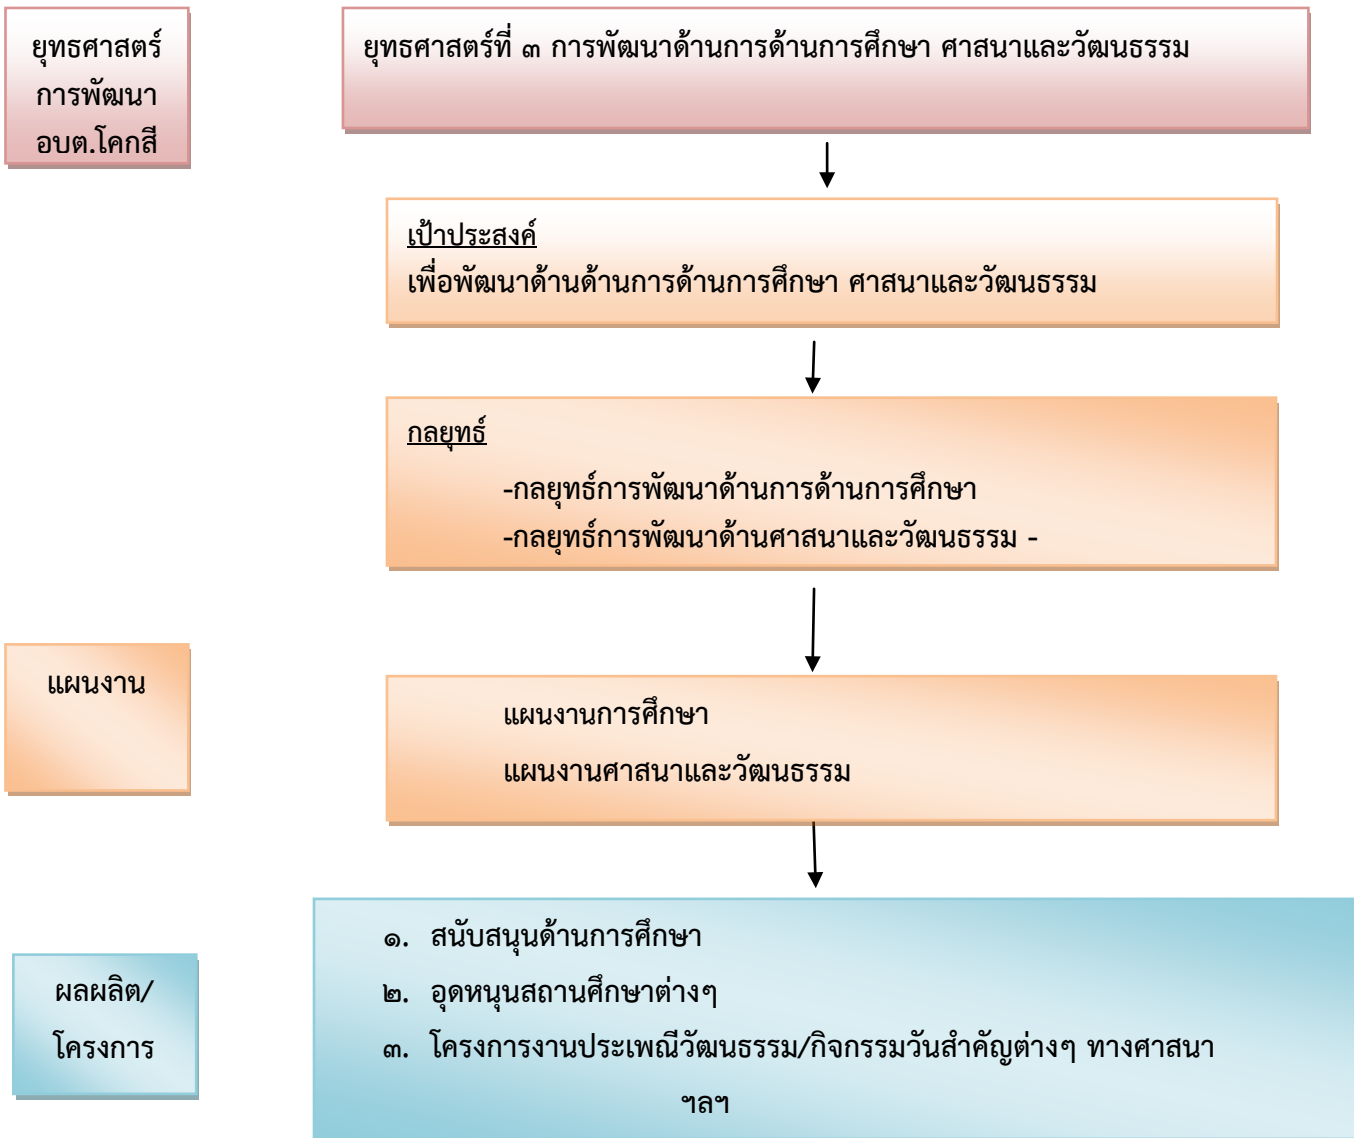 ยุทธศาสตร์
การพัฒนา
อบต.โคกสี
ยุทธศาสตร์ที่ ๓ การพัฒนาด้านการด้านการศึกษา ศาสนาและวัฒนธรรม
เป้าประสงค์
เพื่อพัฒนาด้านด้านการด้านการศึกษา ศาสนาและวัฒนธรรม
กลยุทธ์
-กลยุทธ์การพัฒนาด้านการด้านการศึกษา
-กลยุทธ์การพัฒนาด้านศาสนาและวัฒนธรรม -
แผนงาน
แผนงานการศึกษา
แผนงานศาสนาและวัฒนธรรม
ผลผลิต/
โครงการ
๑. สนับสนุนด้านการศึกษา
๒. อุดหนุนสถานศึกษาต่างๆ
๓. โครงการงานประเพณีวัฒนธรรม/กิจกรรมวันสำคัญต่างๆ ทางศาสนา
ฯลฯ